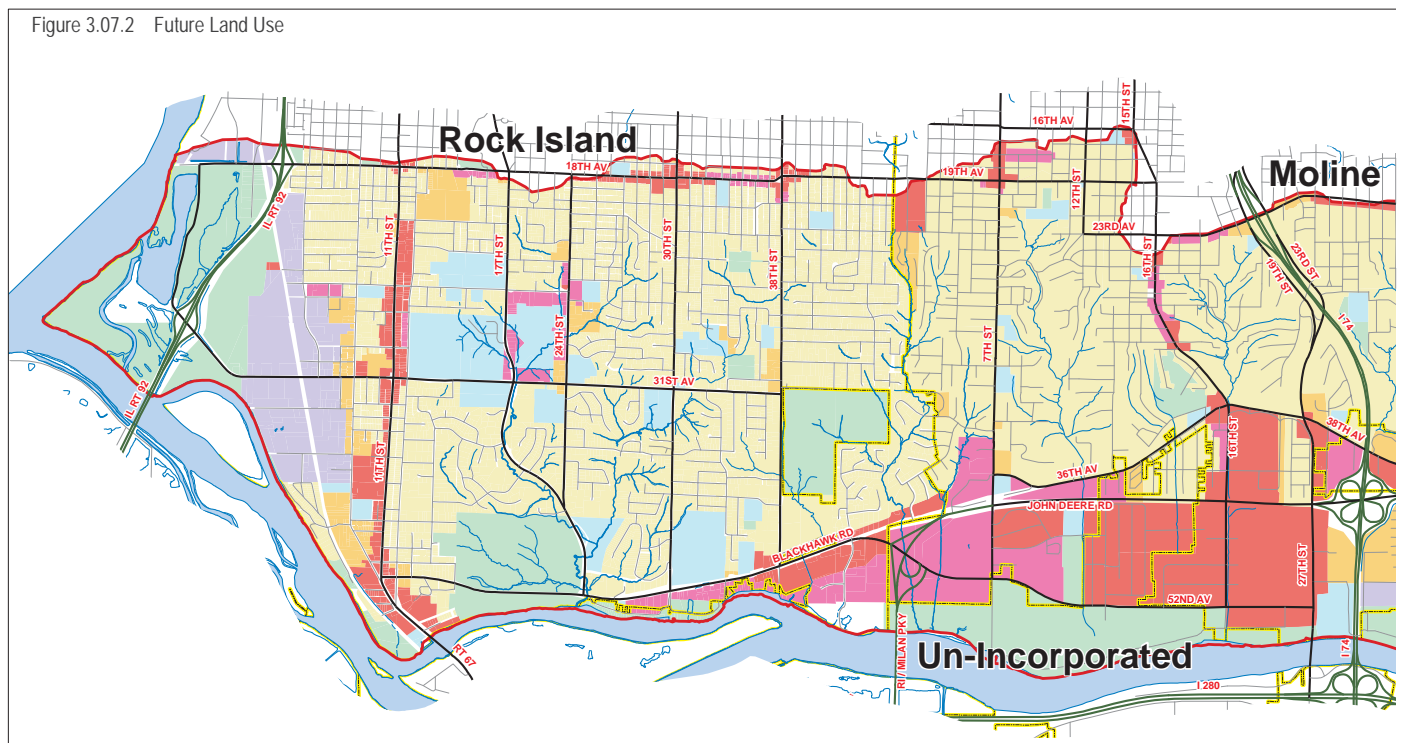 Figure 3.07.2 Future Land Use
Rock Island
Moline
Un-Incorporated
16TH AV
15TH ST
18TH AV
19TH AV
12TH ST
23RD AV
IL RT 92
11TH ST
17TH ST
30TH ST
38TH ST
16TH ST
23RD ST
19TH ST
24TH ST
7TH ST
I 74
31ST AV
IL RT 92
11TH ST
16TH ST
38TH AV
36TH AV
JOHN DEERE RD
BLACKHAWK RD
27TH ST
52ND AV
RT 67
RI / MILAN PKY
I 74
I 280